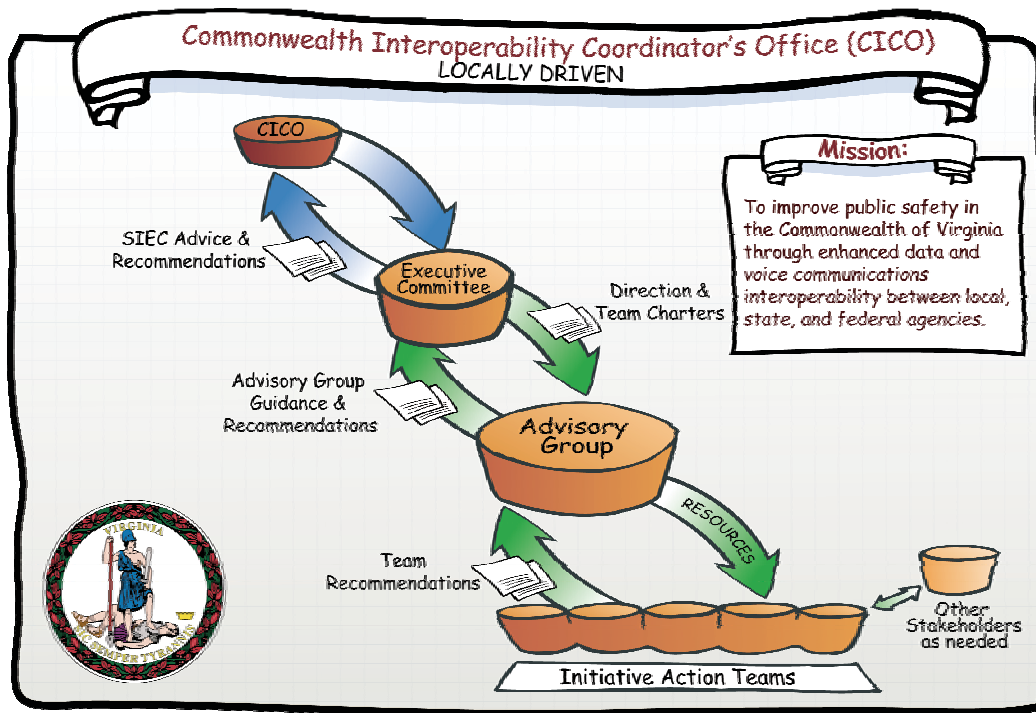 Commonwealth Interoperability Coordinator's Office (CICO)
LOCALLY DRIVEN
CICO
Mission:
To improve public safety in
the Commonwealth of Virginia
through enhanced data and
voice communications
interoperability between local,
state, and federal agencies.
SIEC Advice &
Recommendations
Executive
Committee
Direction &
Team Charters
Advisory Group
Guidance &
Recommendations
Advisory
Group
RESOURCES
VIRGINIA
SIC SEMPER TYRANNIS
Team
Recommendations
Other
Stakeholders
as needed
Initiative Action Teams